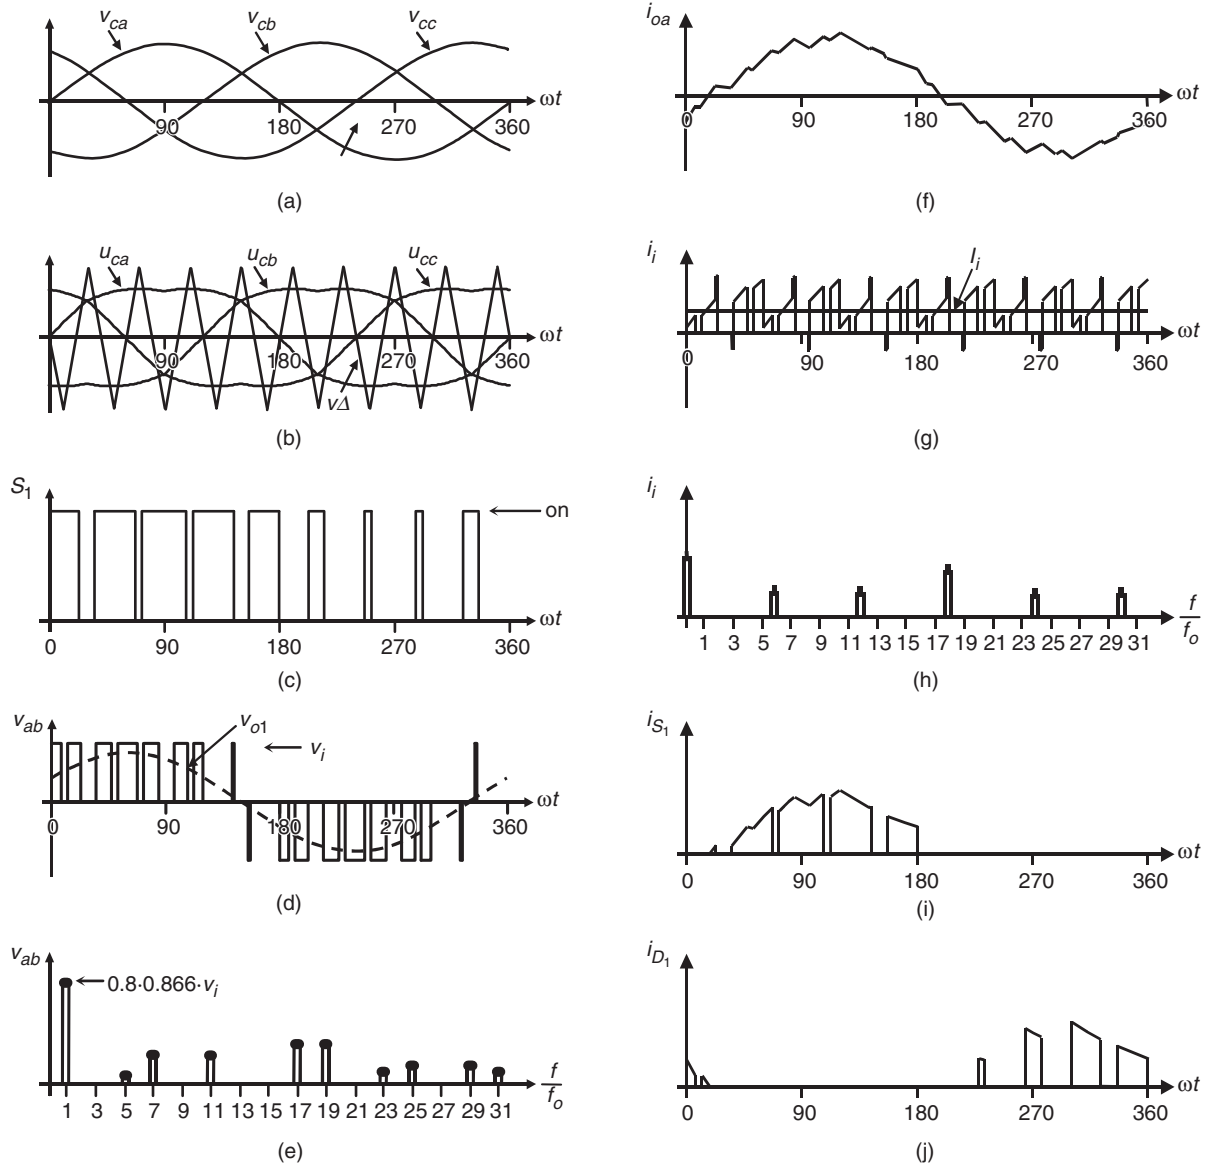 v_ca v_cb v_cc
ωt
90 180 270 360
(a)
u_ca u_cb u_cc
ωt
90 180 270 360
vΔ
(b)
S_1
on
ωt
0 90 180 270 360
(c)
v_ab
v_o1
v_i
ωt
0 90 180 270 360
(d)
v_ab
0.8·0.866·v_i
f/f_o
1 3 5 7 9 11 13 15 17 19 21 23 25 27 29 31
(e)
i_oa
ωt
0 90 180 270 360
(f)
i_i
I_i
ωt
0 90 180 270 360
(g)
i_i
f/f_o
1 3 5 7 9 11 13 15 17 19 21 23 25 27 29 31
(h)
i_S1
ωt
0 90 180 270 360
(i)
i_D1
ωt
0 90 180 270 360
(j)